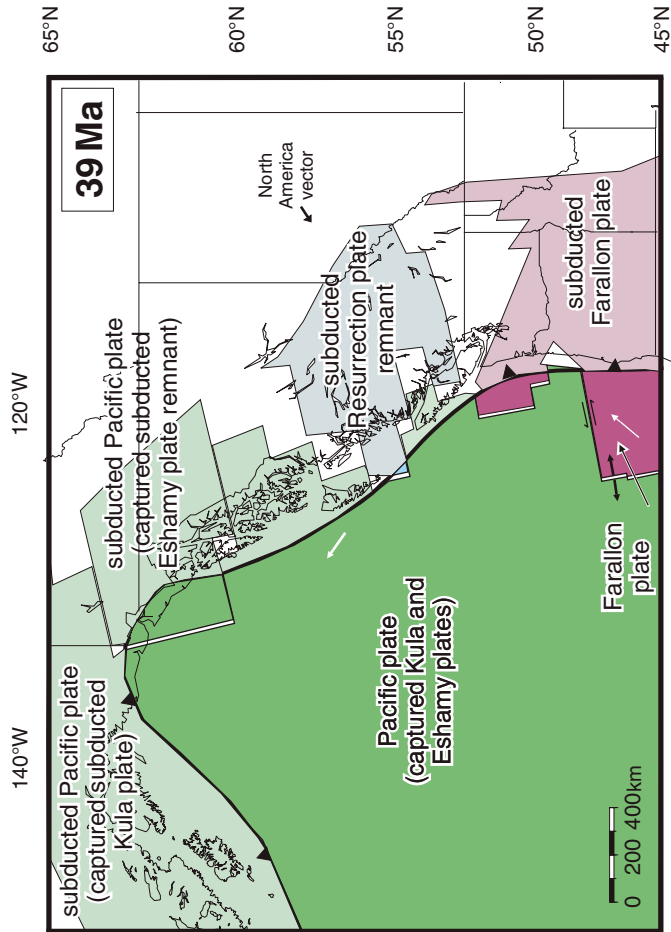 140°W
120°W
65°N
60°N
55°N
50°N
45°N
39 Ma
subducted Pacific plate
(captured subducted
Kula plate)
subducted Pacific plate
(captured subducted
Eshamy plate remnant)
North
America
vector
subducted
Resurrection plate
remnant
subducted
Farallon plate
Pacific plate
(captured Kula and
Eshamy plates)
Farallon
plate
0 200 400km